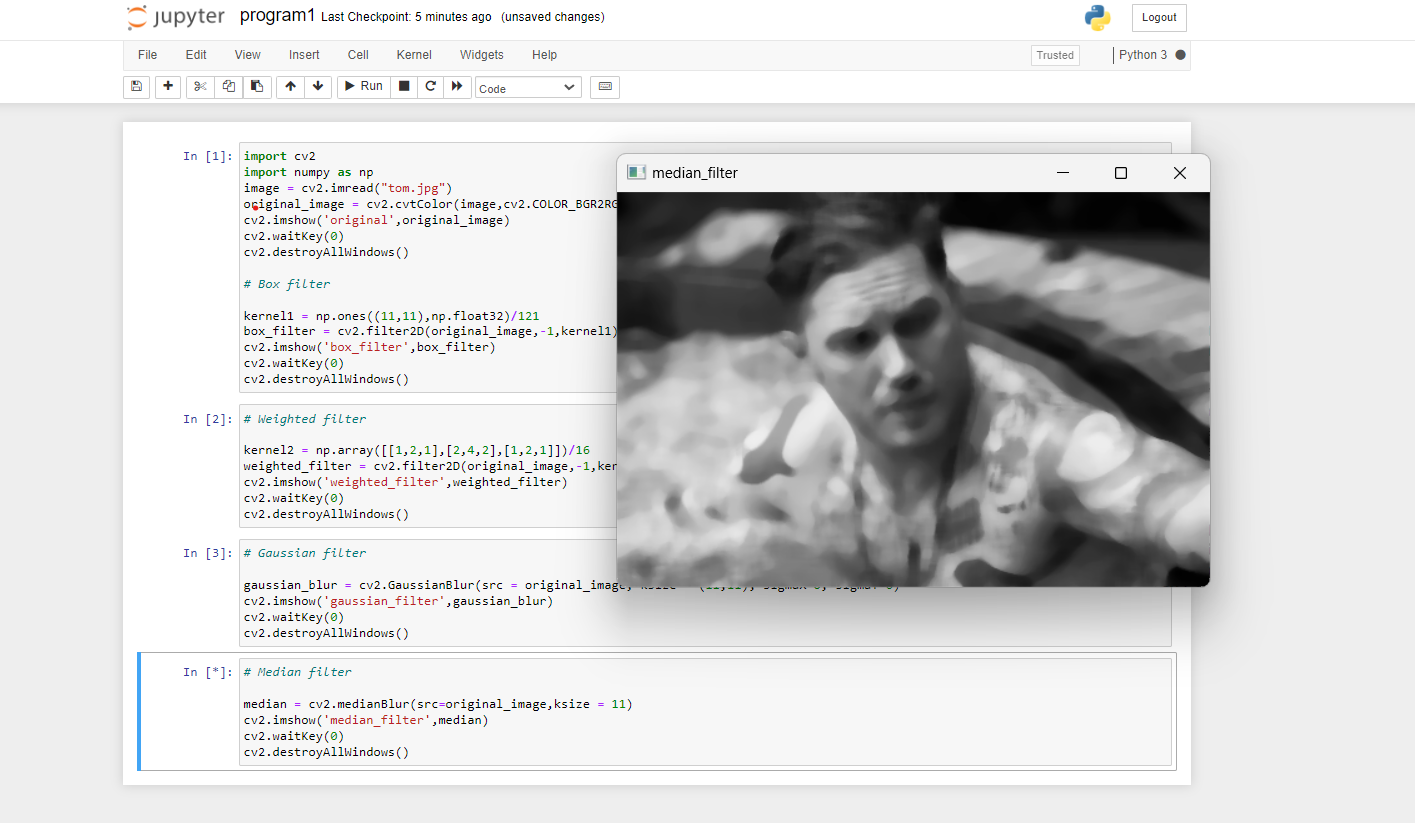 jupyter program1 Last Checkpoint: 5 minutes ago (unsaved changes) Logout
File Edit View Insert Cell Kernel Widgets Help Trusted Python 3
Run Code
In [1]: import cv2
import numpy as np
image = cv2.imread("tom.jpg")
original_image = cv2.cvtColor(image,cv2.COLOR_BGR2RG
cv2.imshow('original',original_image)
cv2.waitKey(0)
cv2.destroyAllWindows()
# Box filter
kernel1 = np.ones((11,11),np.float32)/121
box_filter = cv2.filter2D(original_image,-1,kernel1)
cv2.imshow('box_filter',box_filter)
cv2.waitKey(0)
cv2.destroyAllWindows()
median_filter
In [2]: # Weighted filter
kernel2 = np.array([[1,2,1],[2,4,2],[1,2,1]])/16
weighted_filter = cv2.filter2D(original_image,-1,ker
cv2.imshow('weighted_filter',weighted_filter)
cv2.waitKey(0)
cv2.destroyAllWindows()
In [3]: # Gaussian filter
gaussian_blur = cv2.GaussianBlur(src = original_image,
cv2.imshow('gaussian_filter',gaussian_blur)
cv2.waitKey(0)
cv2.destroyAllWindows()
In [*]: # Median filter
median = cv2.medianBlur(src=original_image,ksize = 11)
cv2.imshow('median_filter',median)
cv2.waitKey(0)
cv2.destroyAllWindows()